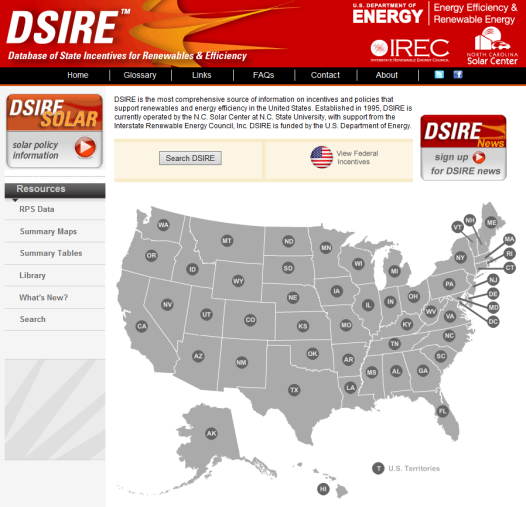 DSIRE™
Database of State Incentives for Renewables & Efficiency
U.S. DEPARTMENT OF
ENERGY
Energy Efficiency &
Renewable Energy
IREC
INTERSTATE RENEWABLE ENERGY COUNCIL
NORTH CAROLINA
Solar Center
Home
Glossary
Links
FAQs
Contact
About
DSIRE
SOLAR
solar policy
information
DSIRE is the most comprehensive source of information on incentives and policies that
support renewables and energy efficiency in the United States. Established in 1995, DSIRE is
currently operated by the N.C. Solar Center at N.C. State University, with support from the
Interstate Renewable Energy Council, Inc. DSIRE is funded by the U.S. Department of Energy.
Search DSIRE
View Federal
Incentives
DSIRE
News
sign up
for DSIRE news
Resources
RPS Data
Summary Maps
Summary Tables
Library
What's New?
Search
WA
MT
ND
MN
VT
NH
ME
MA
RI
CT
OR
ID
WY
SD
WI
MI
NY
NJ
DE
MD
DC
NV
UT
CO
NE
IA
IL
IN
OH
PA
WV
VA
CA
KS
MO
KY
NC
AZ
NM
OK
AR
TN
SC
TX
LA
MS
AL
GA
FL
AK
HI
T
U.S. Territories